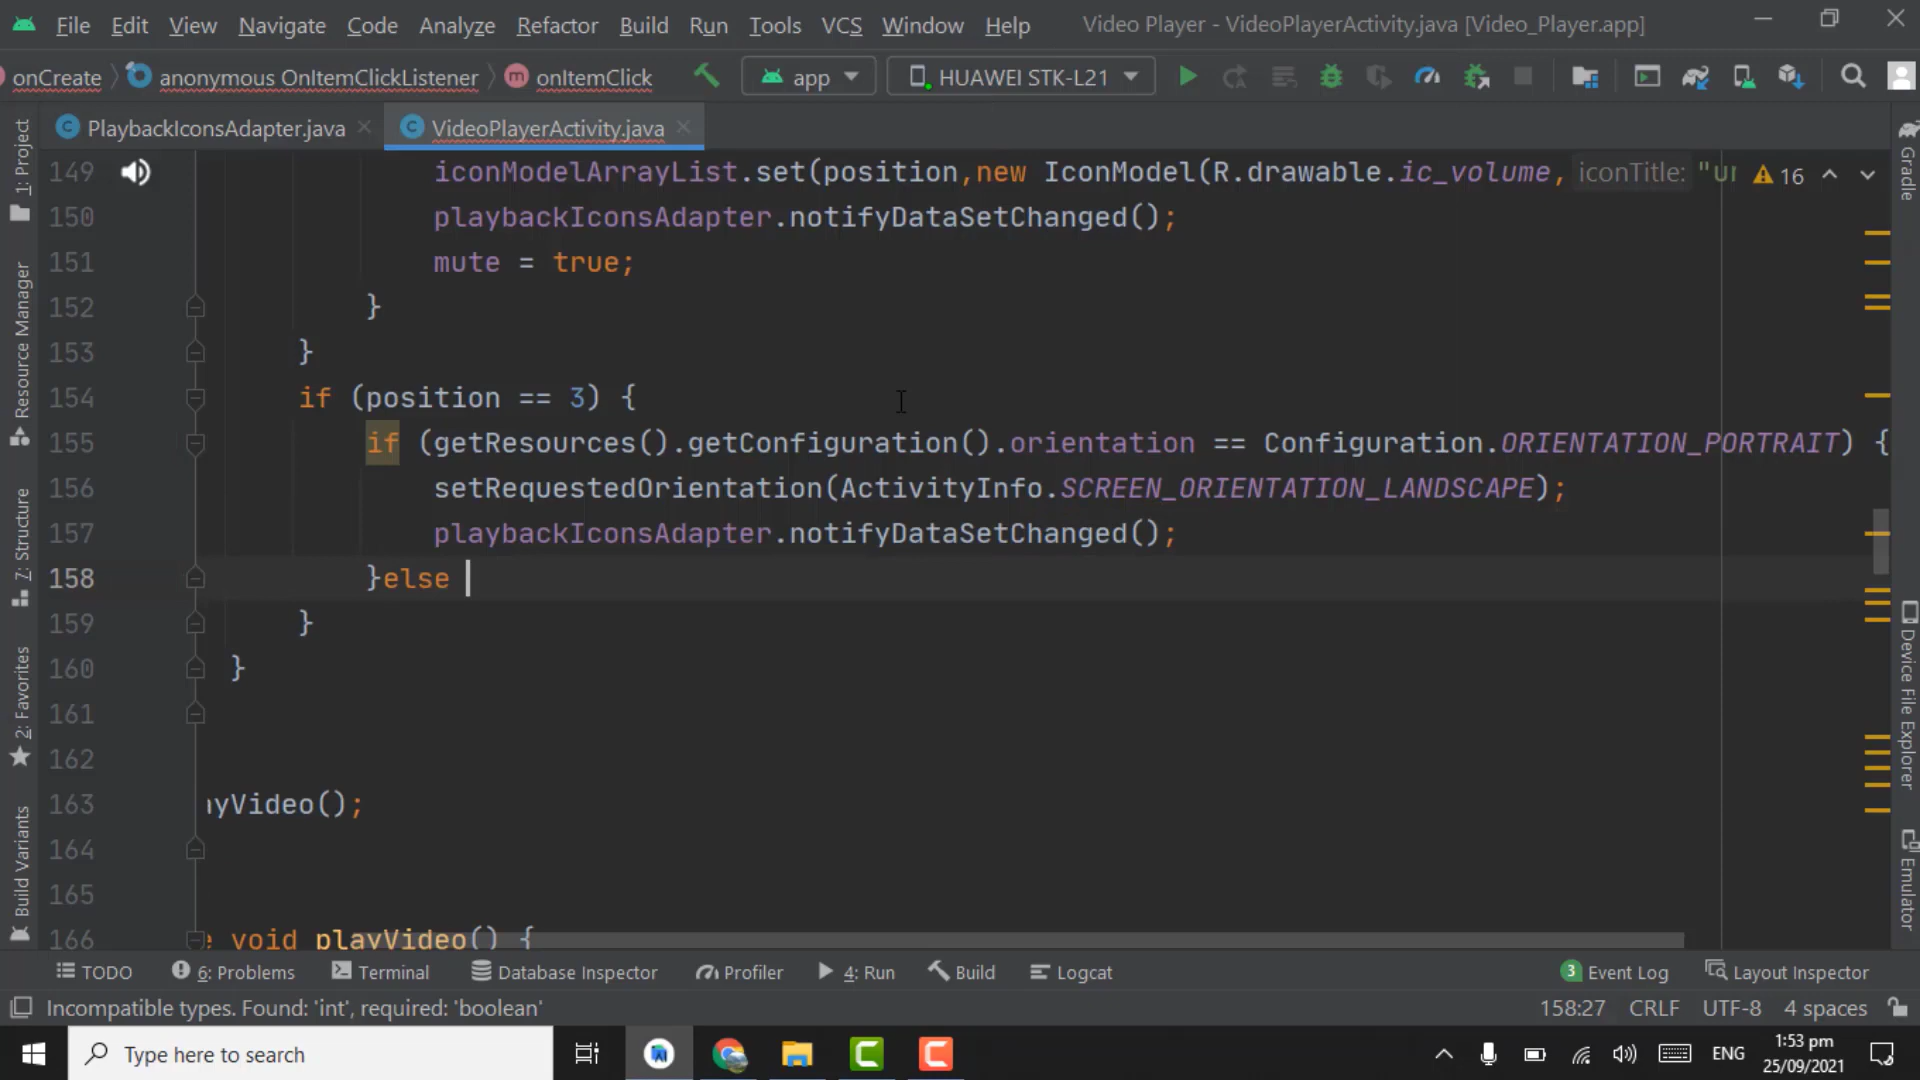 File Edit View Navigate Code Analyze Refactor Build Run Tools VCS Window Help Video Player - VideoPlayerActivity.java [Video_Player.app]
onCreate anonymous OnItemClickListener onItemClick app HUAWEI STK-L21
PlaybackIconsAdapter.java VideoPlayerActivity.java
149 iconModelArrayList.set(position,new IconModel(R.drawable.ic_volume, iconTitle: "un 16
150 playbackIconsAdapter.notifyDataSetChanged();
151 mute = true;
152 }
153 }
154 if (position == 3) {
155 if (getResources().getConfiguration().orientation == Configuration.ORIENTATION_PORTRAIT) {
156 setRequestedOrientation(ActivityInfo.SCREEN_ORIENTATION_LANDSCAPE);
157 playbackIconsAdapter.notifyDataSetChanged();
158 }else
159 }
160 }
161
162
163 ayVideo();
164
165
166 e void playVideo() {
1: Project
Resource Manager
7: Structure
2: Favorites
Build Variants
Gradle
Device File Explorer
Emulator
TODO 6: Problems Terminal Database Inspector Profiler 4: Run Build Logcat 3 Event Log Layout Inspector
Incompatible types. Found: 'int', required: 'boolean' 158:27 CRLF UTF-8 4 spaces
Type here to search ENG 1:53 pm
25/09/2021